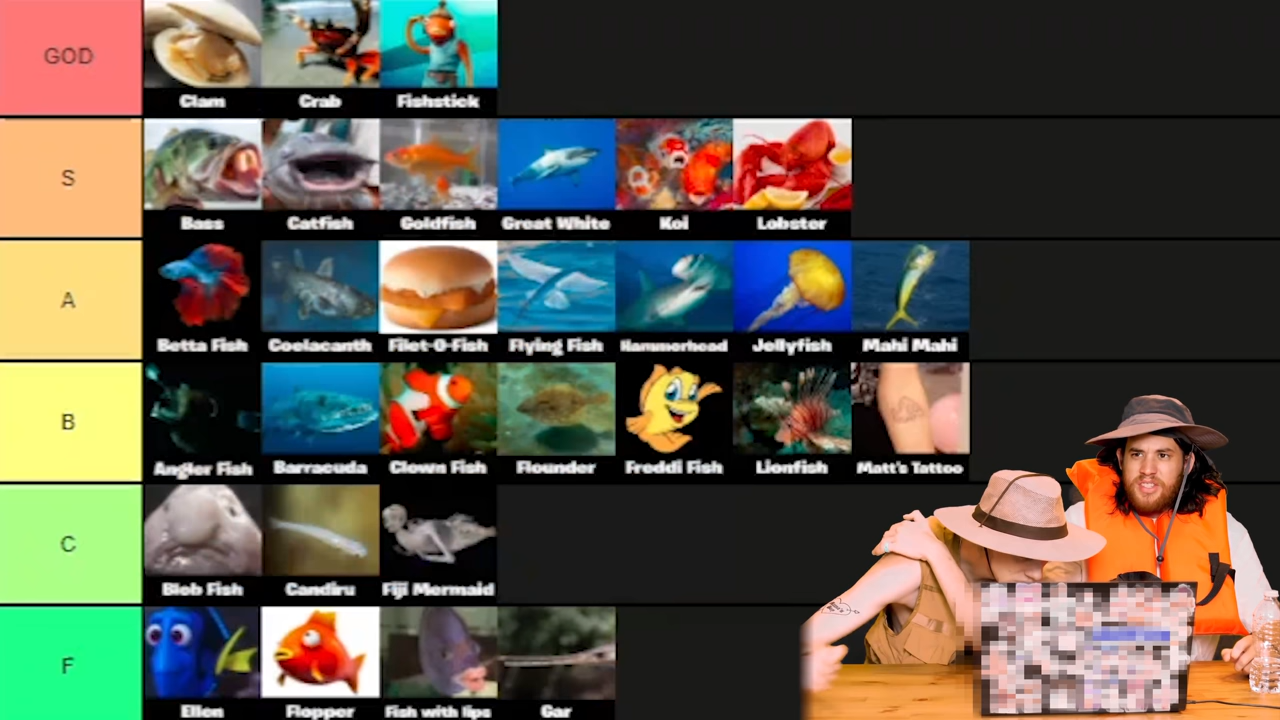 GOD
Clam Crab Fishstick
S
Bass Catfish Goldfish Great White Koi Lobster
A
Betta Fish Coelacanth Filet-O-Fish Flying Fish Hammerhead Jellyfish Mahi Mahi
B
Angler Fish Barracuda Clown Fish Flounder Freddi Fish Lionfish Matt's Tattoo
C
Blob Fish Candiru Fiji Mermaid
F
Ellen Flopper Fish with lips Gar